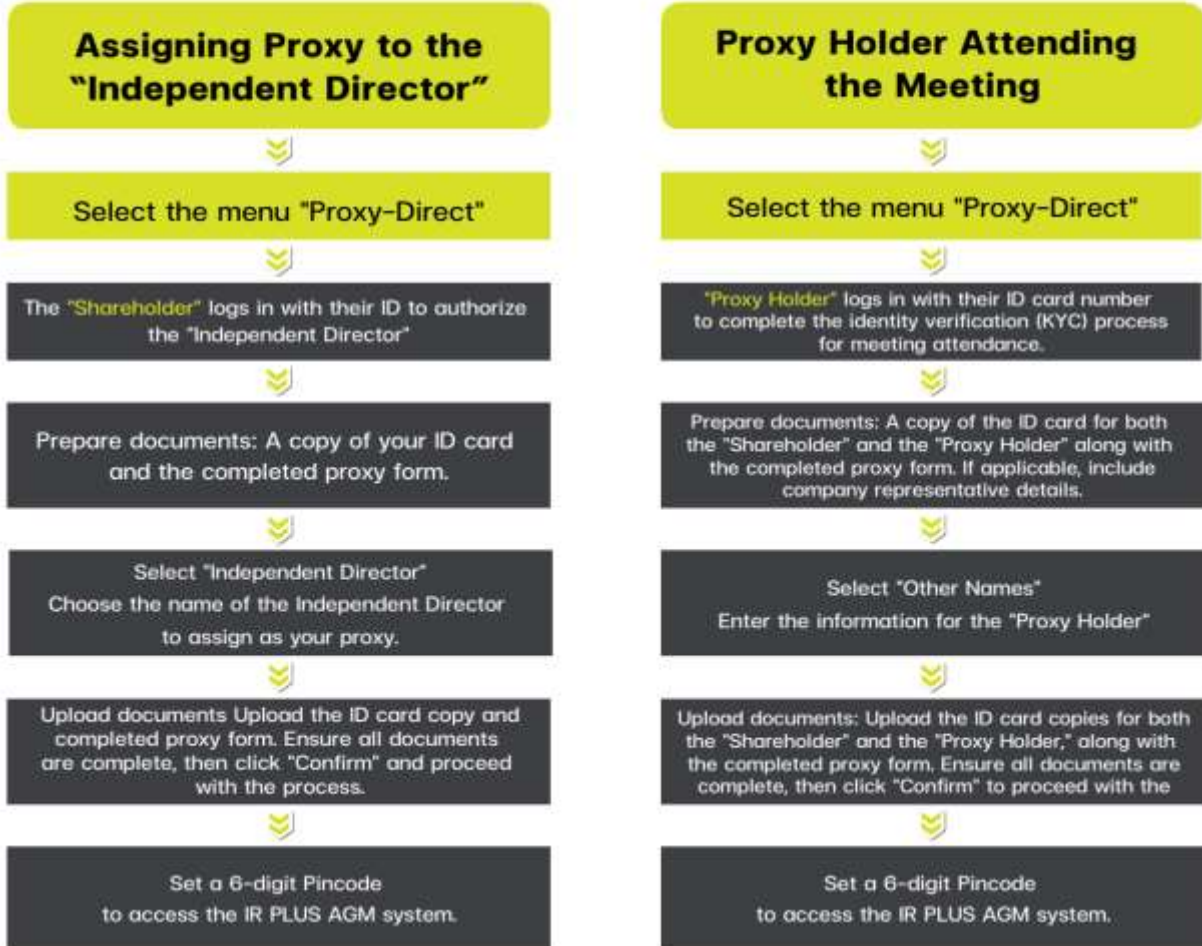 Assigning Proxy to the
“Independent Director”
Select the menu "Proxy-Direct"
The "Shareholder" logs in with their ID to authorize
the "Independent Director"
Prepare documents: A copy of your ID card
and the completed proxy form.
Select "Independent Director"
Choose the name of the Independent Director
to assign as your proxy.
Upload documents Upload the ID card copy and
completed proxy form. Ensure all documents
are complete, then click "Confirm" and proceed
with the process.
Set a 6-digit Pincode
to access the IR PLUS AGM system.
Proxy Holder Attending
the Meeting
Select the menu "Proxy-Direct"
"Proxy Holder" logs in with their ID card number
to complete the identity verification (KYC) process
for meeting attendance.
Prepare documents: A copy of the ID card for both
the "Shareholder" and the "Proxy Holder" along with
the completed proxy form. If applicable, include
company representative details.
Select "Other Names"
Enter the information for the "Proxy Holder"
Upload documents: Upload the ID card copies for both
the "Shareholder" and the "Proxy Holder," along with
the completed proxy form. Ensure all documents are
complete, then click "Confirm" to proceed with the
Set a 6-digit Pincode
to access the IR PLUS AGM system.